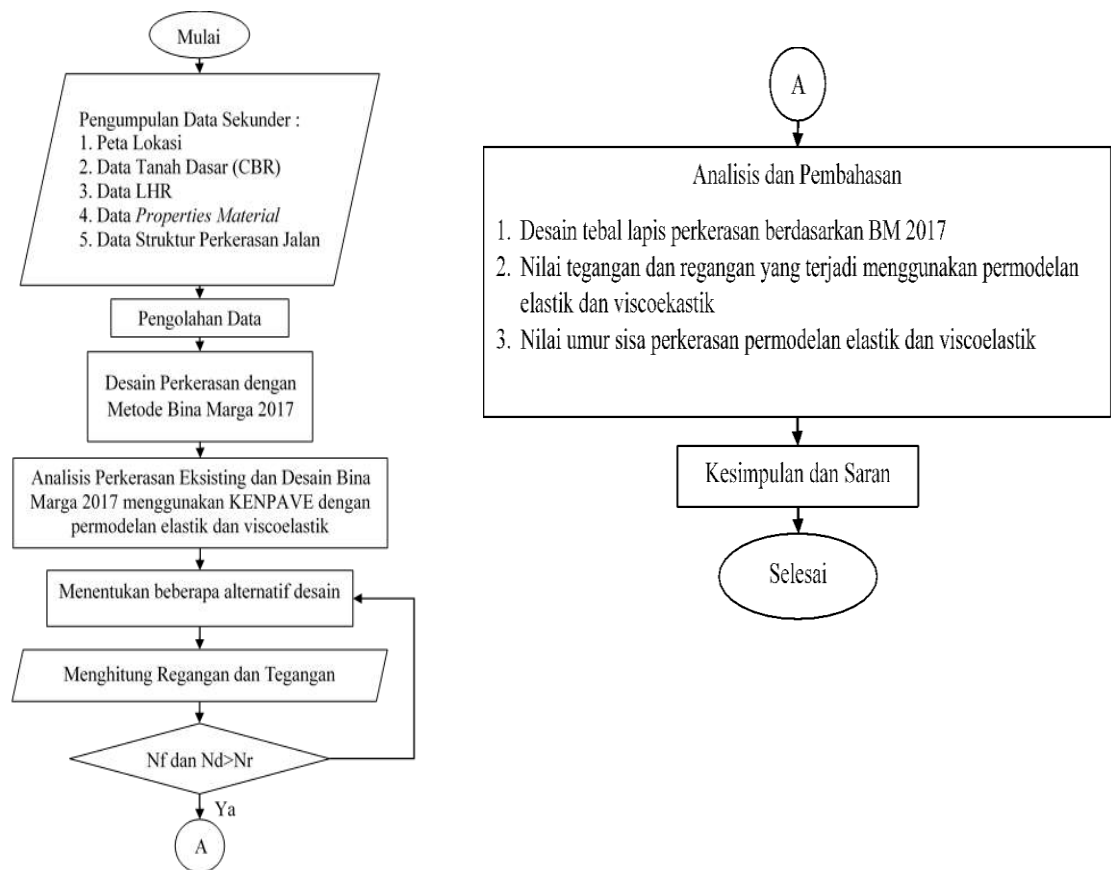 Mulai
Pengumpulan Data Sekunder :
1. Peta Lokasi
2. Data Tanah Dasar (CBR)
3. Data LHR
4. Data Properties Material
5. Data Struktur Perkerasan Jalan
Pengolahan Data
Desain Perkerasan dengan
Metode Bina Marga 2017
Analisis Perkerasan Eksisting dan Desain Bina
Marga 2017 menggunakan KENPAVE dengan
permodelan elastik dan viscoelastik
Menentukan beberapa alternatif desain
Menghitung Regangan dan Tegangan
Nf dan Nd>Nr
Ya
A
A
Analisis dan Pembahasan
1. Desain tebal lapis perkerasan berdasarkan BM 2017
2. Nilai tegangan dan regangan yang terjadi menggunakan permodelan
elastik dan viscoekastik
3. Nilai umur sisa perkerasan permodelan elastik dan viscoelastik
Kesimpulan dan Saran
Selesai